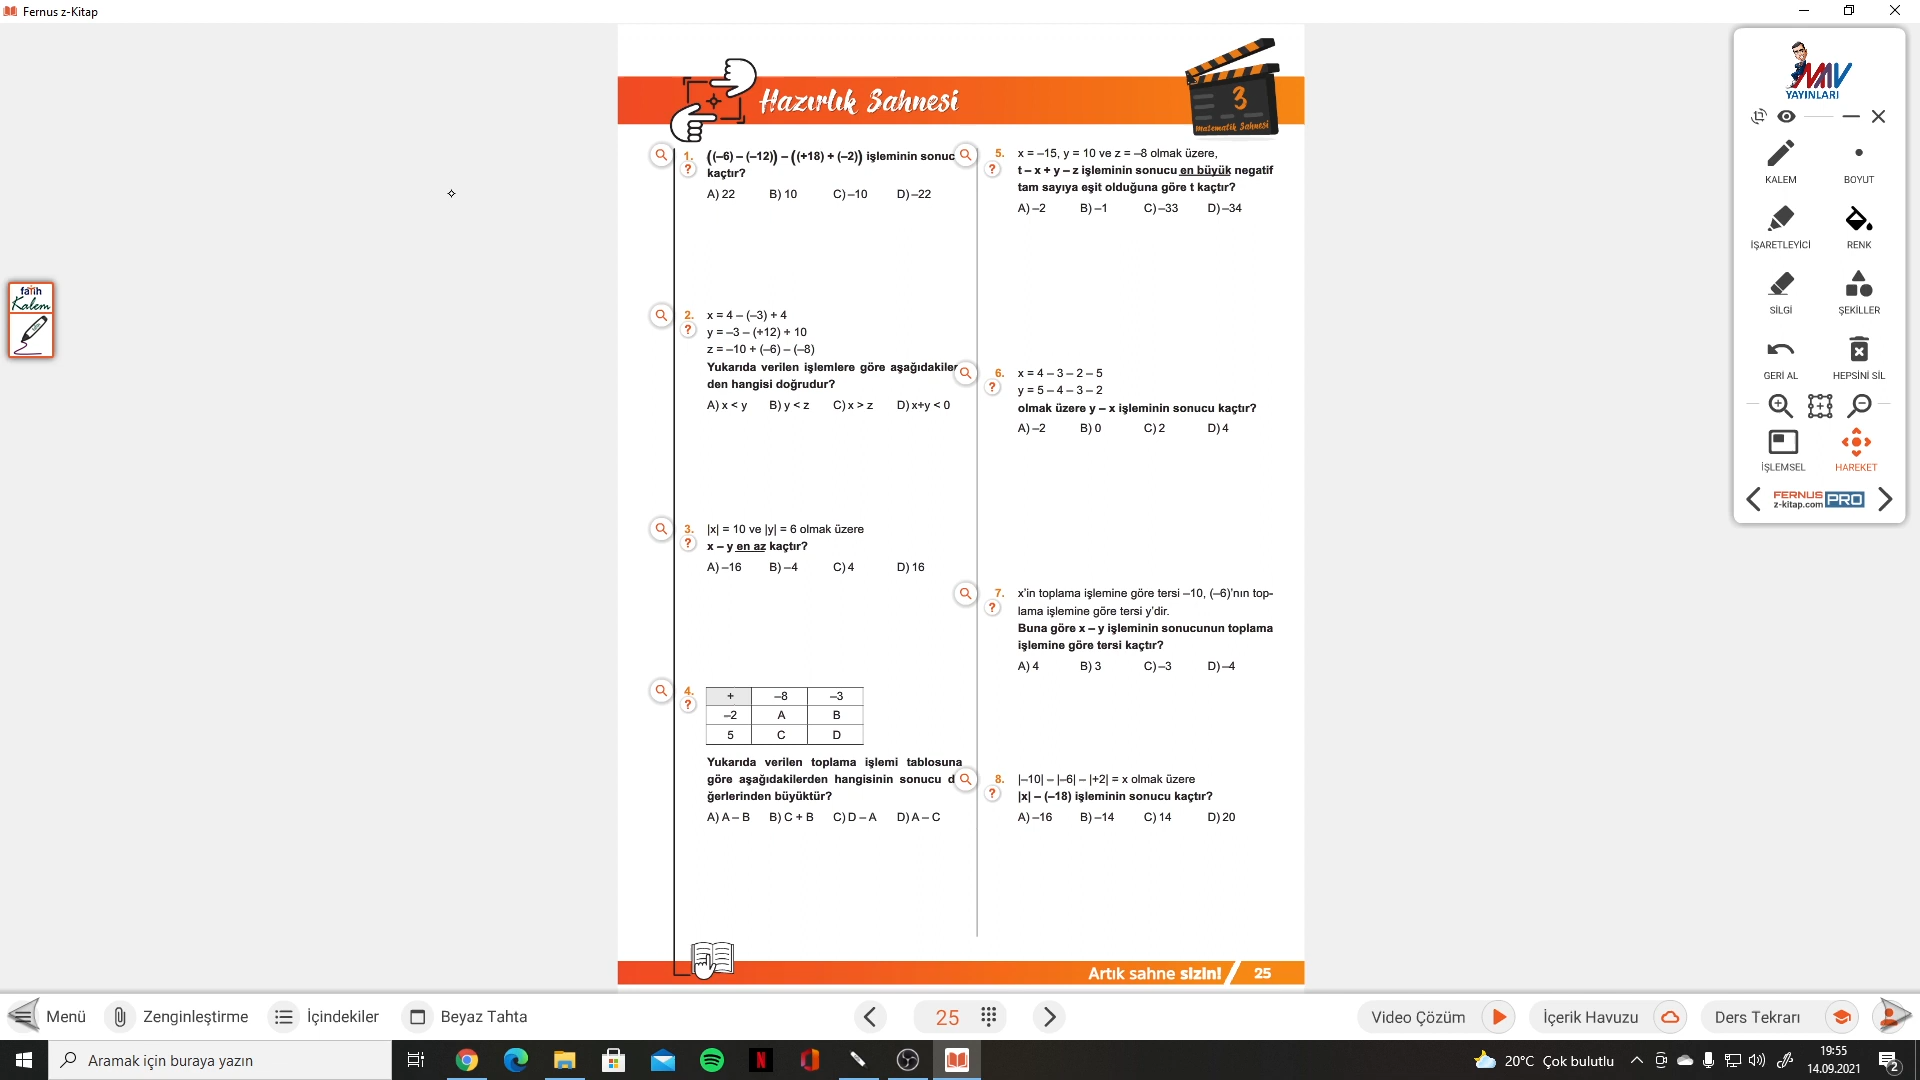 Fernus z-Kitap
Hazırlık Sahnesi
3
matematik Sahnesi
1. ((–6) – (–12)) – ((+18) + (–2)) işleminin sonuc
kaçtır?
A) 22 B) 10 C) –10 D) –22
2. x = 4 – (–3) + 4
y = –3 – (+12) + 10
z = –10 + (–6) – (–8)
Yukarıda verilen işlemlere göre aşağıdakiler
den hangisi doğrudur?
A) x < y B) y < z C) x > z D) x+y < 0
3. |x| = 10 ve |y| = 6 olmak üzere
x – y en az kaçtır?
A) –16 B) –4 C) 4 D) 16
4.
+ –8 –3
–2 A B
5 C D
Yukarıda verilen toplama işlemi tablosuna
göre aşağıdakilerden hangisinin sonucu d
ğerlerinden büyüktür?
A) A – B B) C + B C) D – A D) A – C
5. x = –15, y = 10 ve z = –8 olmak üzere,
t – x + y – z işleminin sonucu en büyük negatif
tam sayıya eşit olduğuna göre t kaçtır?
A) –2 B) –1 C) –33 D) –34
6. x = 4 – 3 – 2 – 5
y = 5 – 4 – 3 – 2
olmak üzere y – x işleminin sonucu kaçtır?
A) –2 B) 0 C) 2 D) 4
7. x'in toplama işlemine göre tersi –10, (–6)'nın top-
lama işlemine göre tersi y'dir.
Buna göre x – y işleminin sonucunun toplama
işlemine göre tersi kaçtır?
A) 4 B) 3 C) –3 D) –4
8. |–10| – |–6| – |+2| = x olmak üzere
|x| – (–18) işleminin sonucu kaçtır?
A) –16 B) –14 C) 14 D) 20
Artık sahne sizin! 25
fatih
Kalem
YAYINLARI
KALEM BOYUT
İŞARETLEYİCİ RENK
SİLGİ ŞEKİLLER
GERİ AL HEPSİNİ SİL
İŞLEMSEL HAREKET
FERNUS PRO
z-kitap.com
Menü Zenginleştirme İçindekiler Beyaz Tahta 25 Video Çözüm İçerik Havuzu Ders Tekrarı
Aramak için buraya yazın
20°C Çok bulutlu
19:55
14.09.2021
2